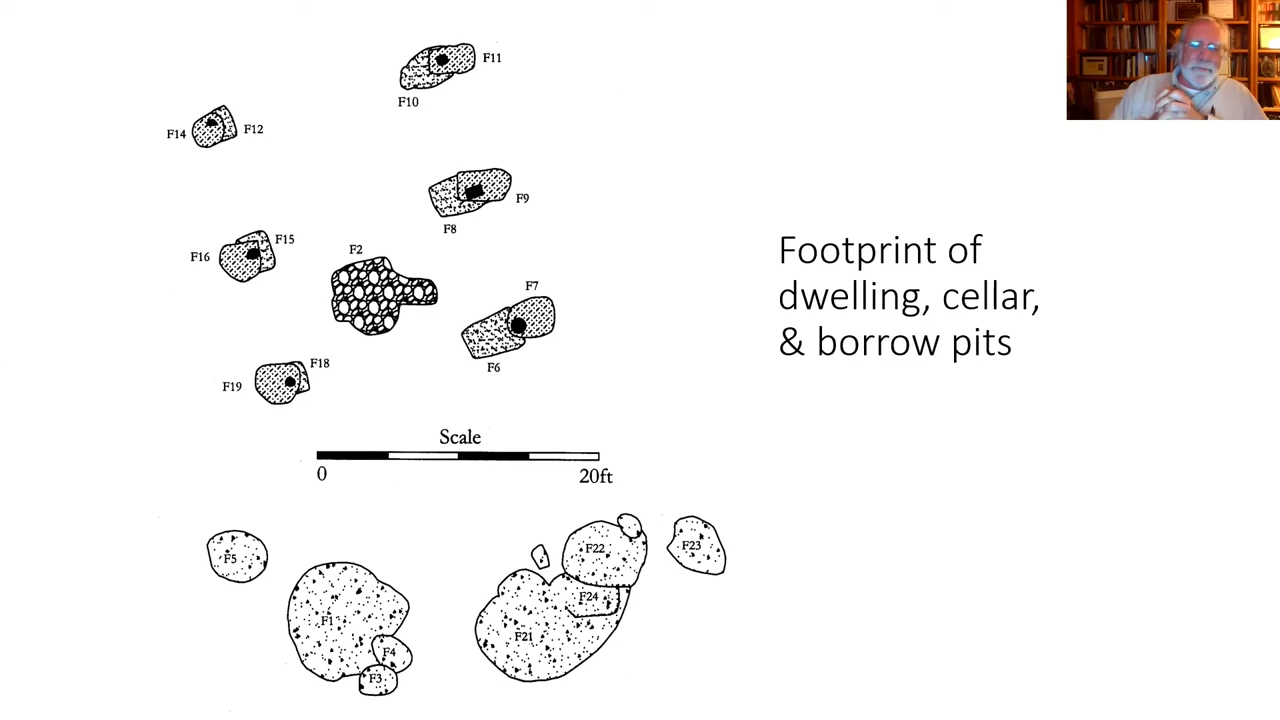 F11
F10
F14
F12
F9
F8
F15
F16
F2
F7
F6
F18
F19
Scale
0
20ft
F5
F22
F23
F24
F1
F21
F4
F3
Footprint of
dwelling, cellar,
& borrow pits